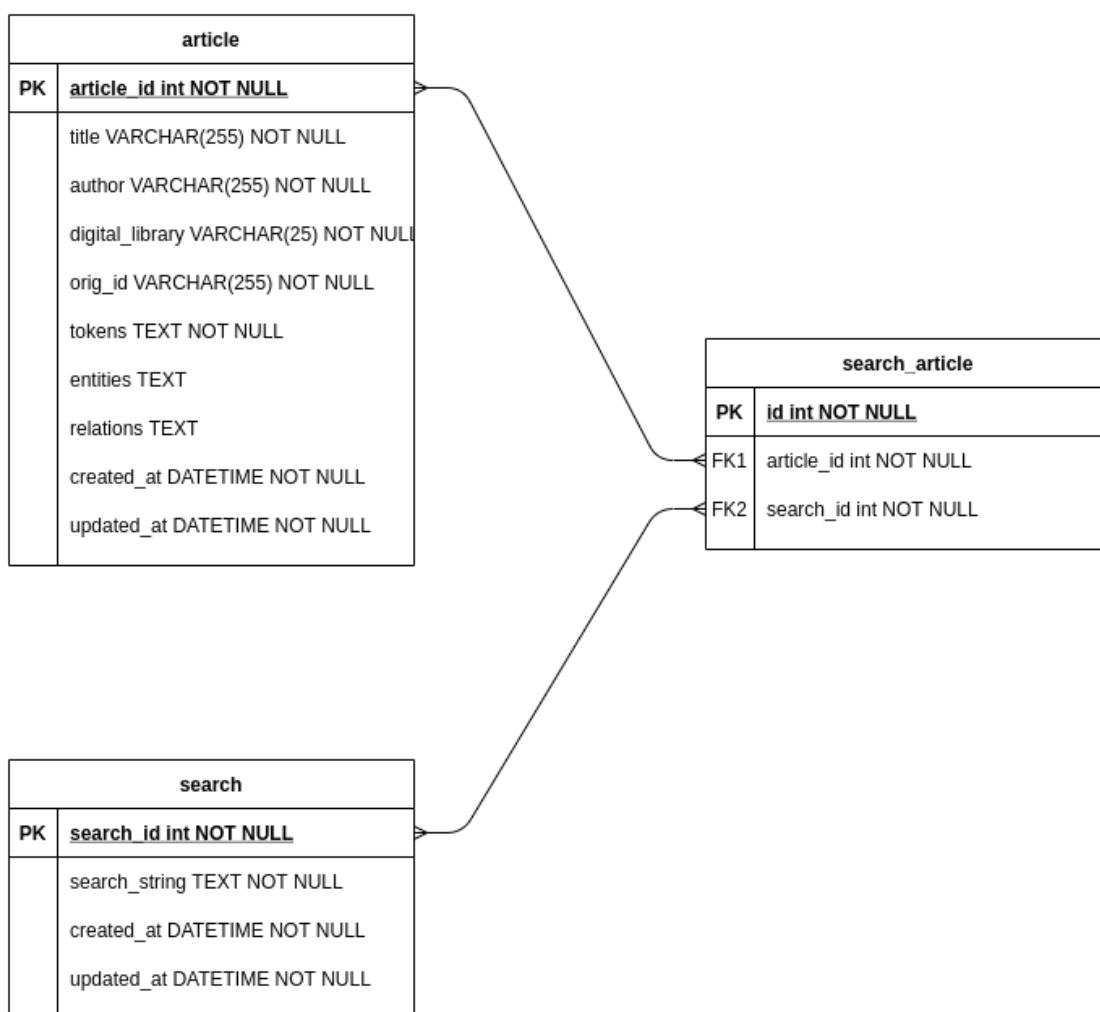 article
PK article_id int NOT NULL
title VARCHAR(255) NOT NULL
author VARCHAR(255) NOT NULL
digital_library VARCHAR(25) NOT NULL
orig_id VARCHAR(255) NOT NULL
tokens TEXT NOT NULL
entities TEXT
relations TEXT
created_at DATETIME NOT NULL
updated_at DATETIME NOT NULL
search_article
PK id int NOT NULL
FK1 article_id int NOT NULL
FK2 search_id int NOT NULL
search
PK search_id int NOT NULL
search_string TEXT NOT NULL
created_at DATETIME NOT NULL
updated_at DATETIME NOT NULL